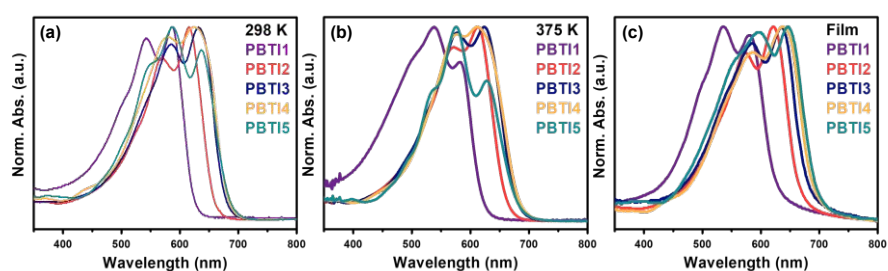 (a)
298 K
PBTI1
PBTI2
PBTI3
PBTI4
PBTI5
Norm. Abs. (a.u.)
400 500 600 700 800
Wavelength (nm)
(b)
375 K
PBTI1
PBTI2
PBTI3
PBTI4
PBTI5
Norm. Abs. (a.u.)
400 500 600 700 800
Wavelength (nm)
(c)
Film
PBTI1
PBTI2
PBTI3
PBTI4
PBTI5
Norm. Abs. (a.u.)
400 500 600 700 800
Wavelength (nm)